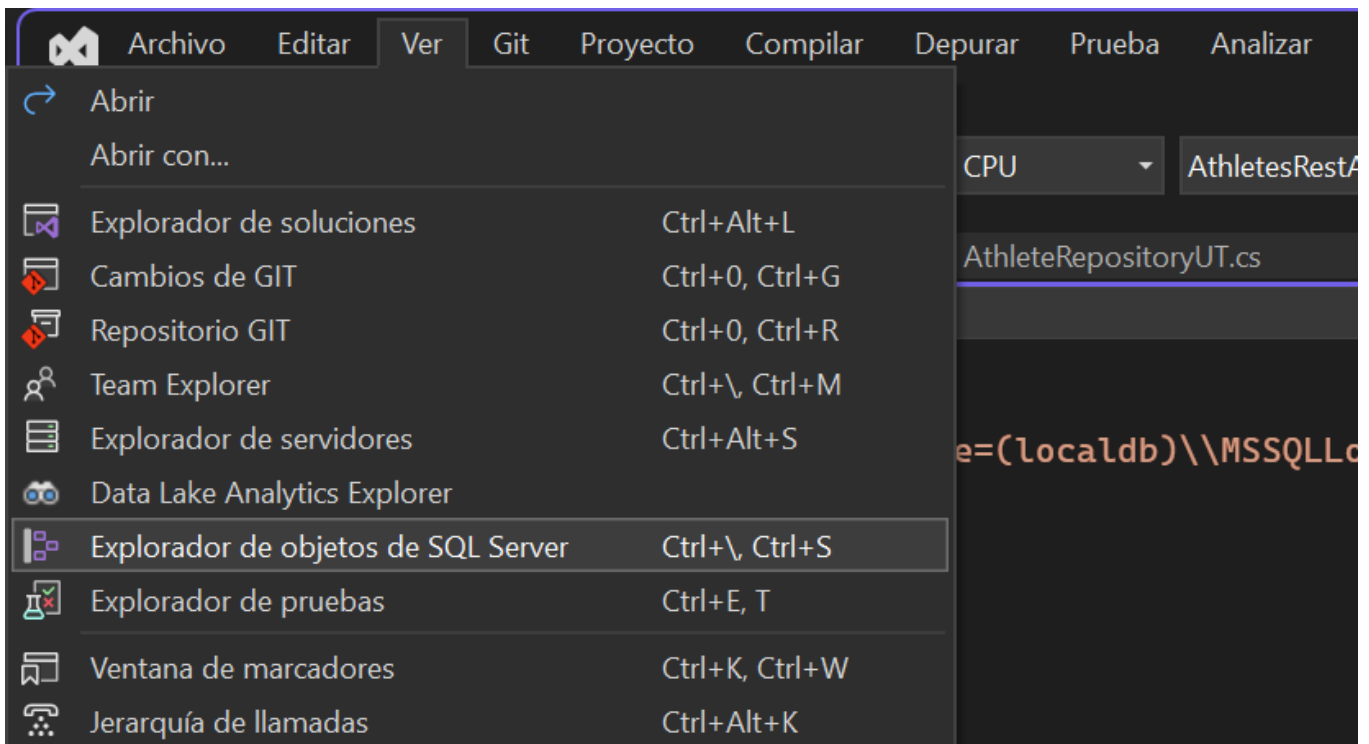 Archivo Editar Ver Git Proyecto Compilar Depurar Prueba Analizar
Abrir
Abrir con...
CPU AthletesRestA
Explorador de soluciones Ctrl+Alt+L
AthleteRepositoryUT.cs
Cambios de GIT Ctrl+0, Ctrl+G
Repositorio GIT Ctrl+0, Ctrl+R
Team Explorer Ctrl+\, Ctrl+M
Explorador de servidores Ctrl+Alt+S
e=(localdb)\\MSSQLLo
Data Lake Analytics Explorer
Explorador de objetos de SQL Server Ctrl+\, Ctrl+S
Explorador de pruebas Ctrl+E, T
Ventana de marcadores Ctrl+K, Ctrl+W
Jerarquía de llamadas Ctrl+Alt+K